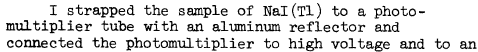 I strapped the sample of NaI(Tl) to a photo-
multiplier tube with an aluminum reflector and
connected the photomultiplier to high voltage and to an